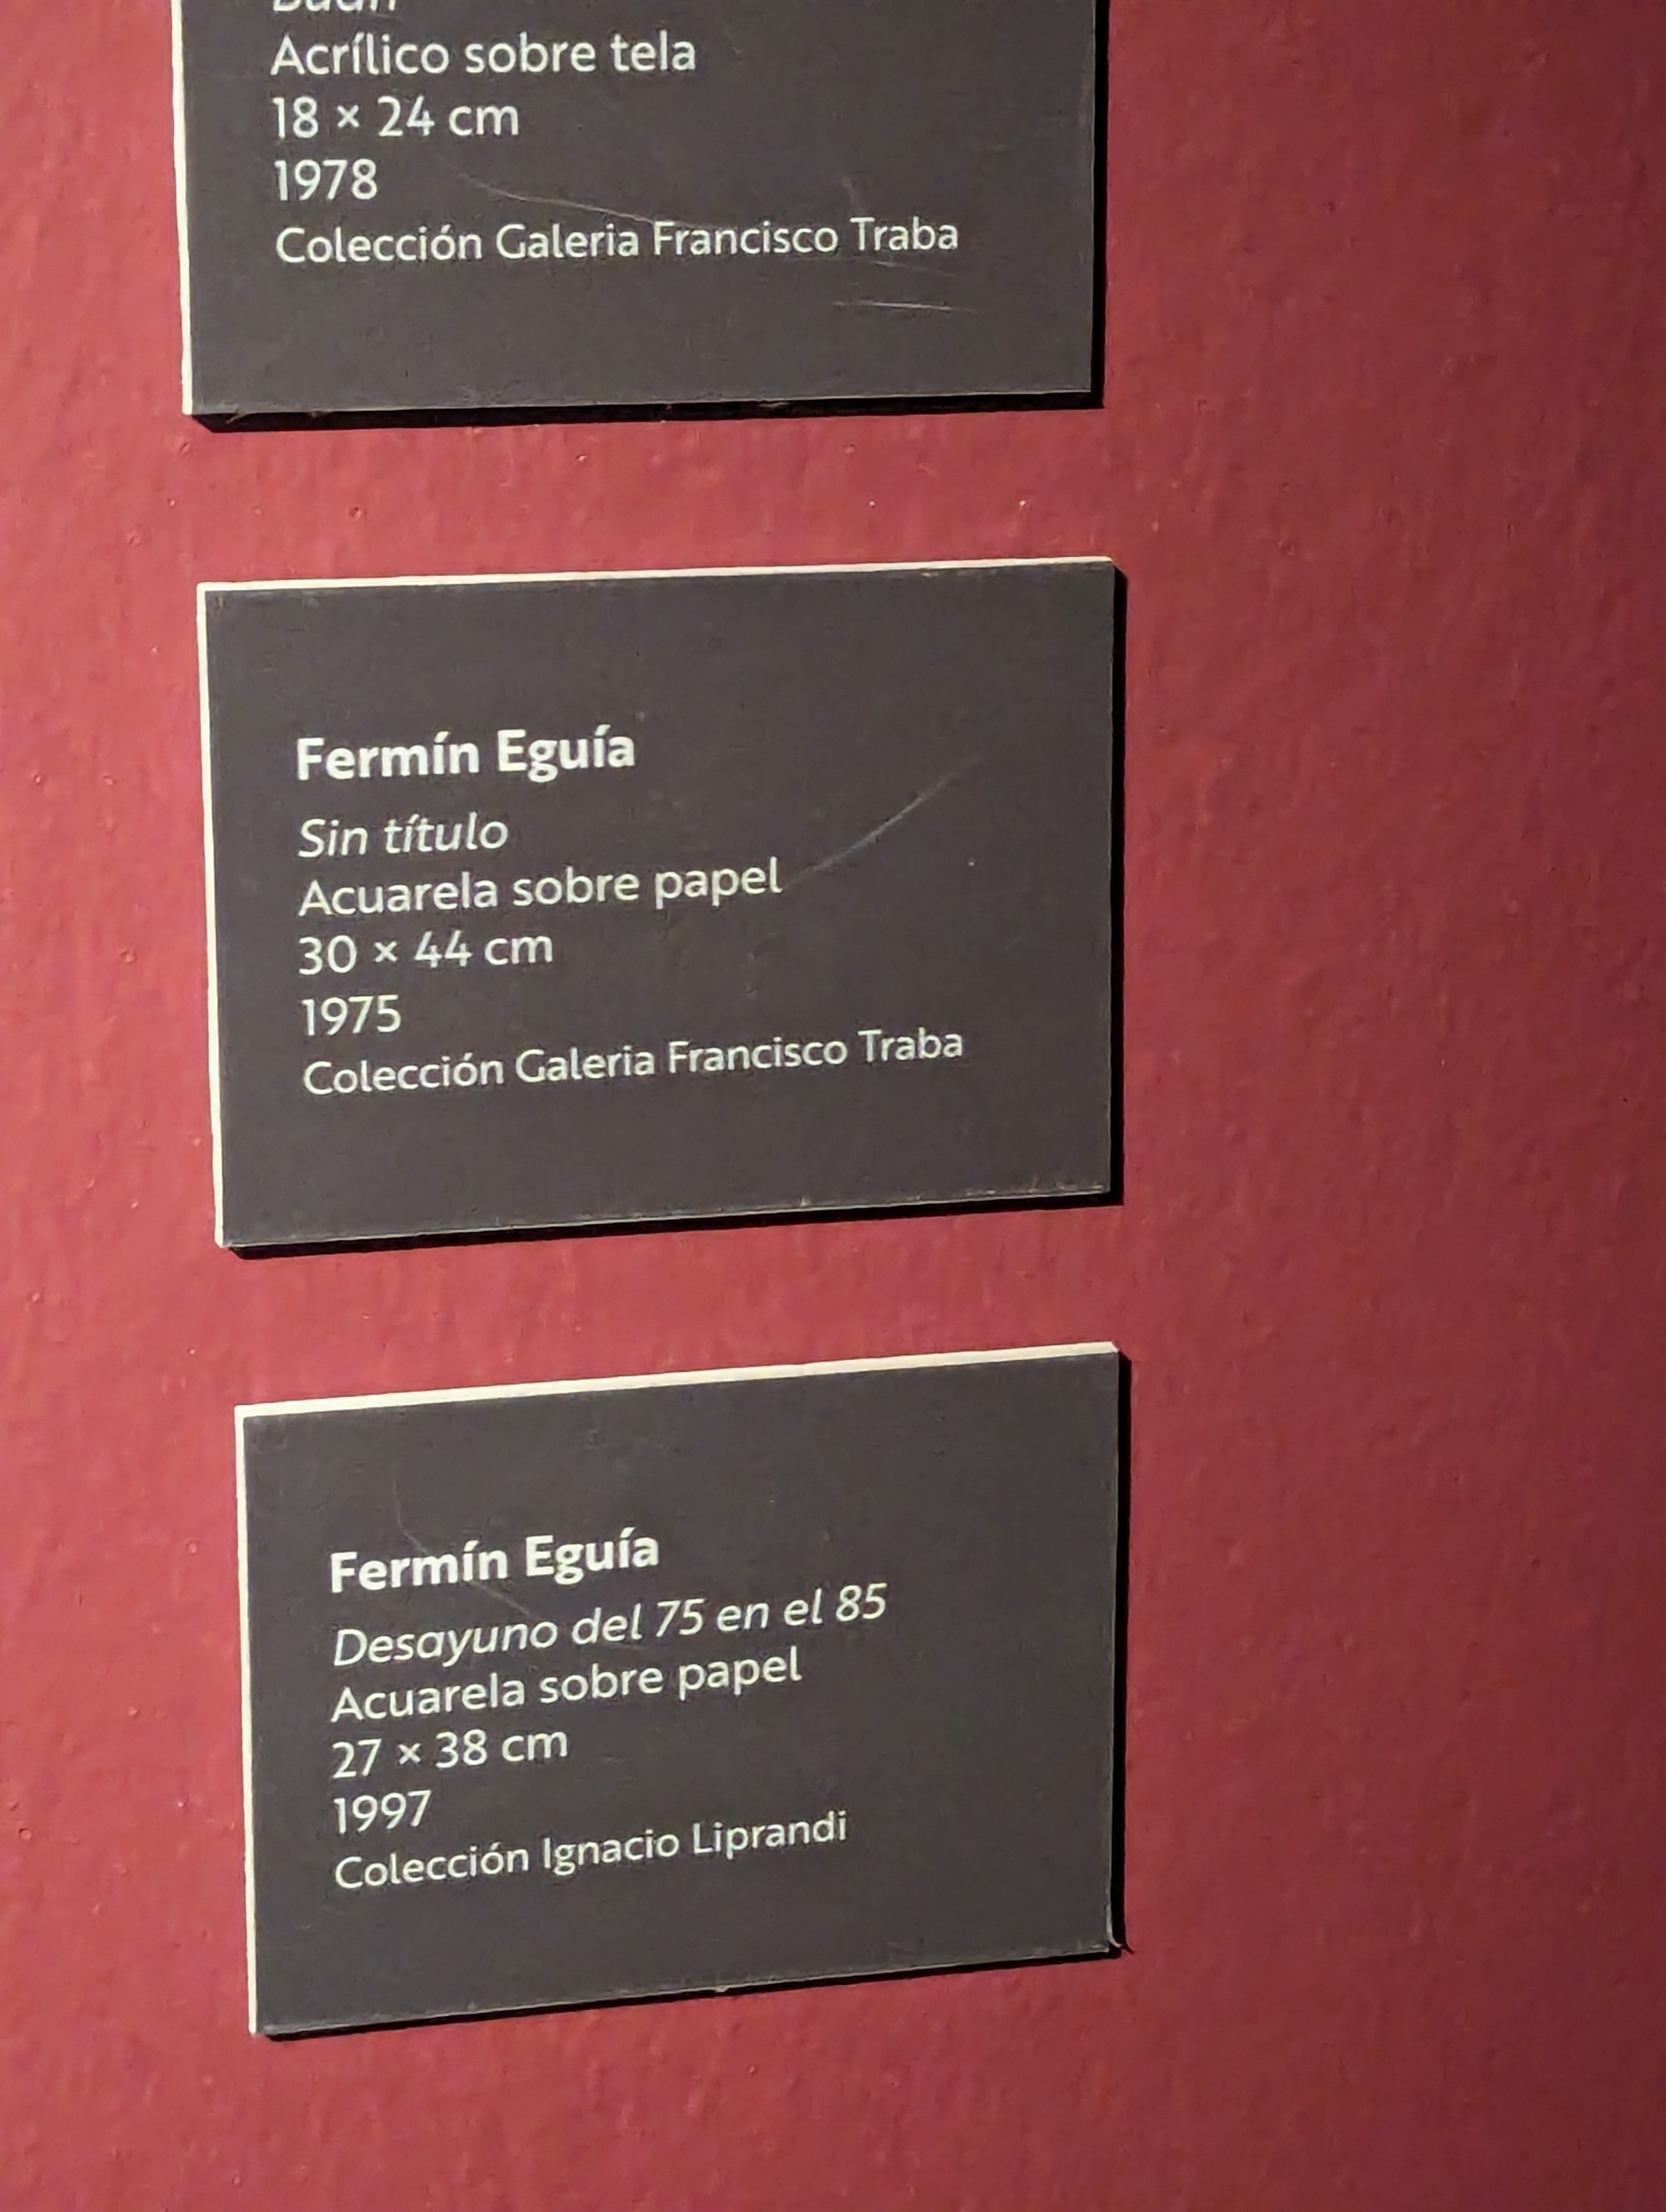 Acrílico sobre tela
18 × 24 cm
1978
Colección Galeria Francisco Traba
Fermín Eguía
Sin título
Acuarela sobre papel
30 × 44 cm
1975
Colección Galeria Francisco Traba
Fermín Eguía
Desayuno del 75 en el 85
Acuarela sobre papel
27 × 38 cm
1997
Colección Ignacio Liprandi